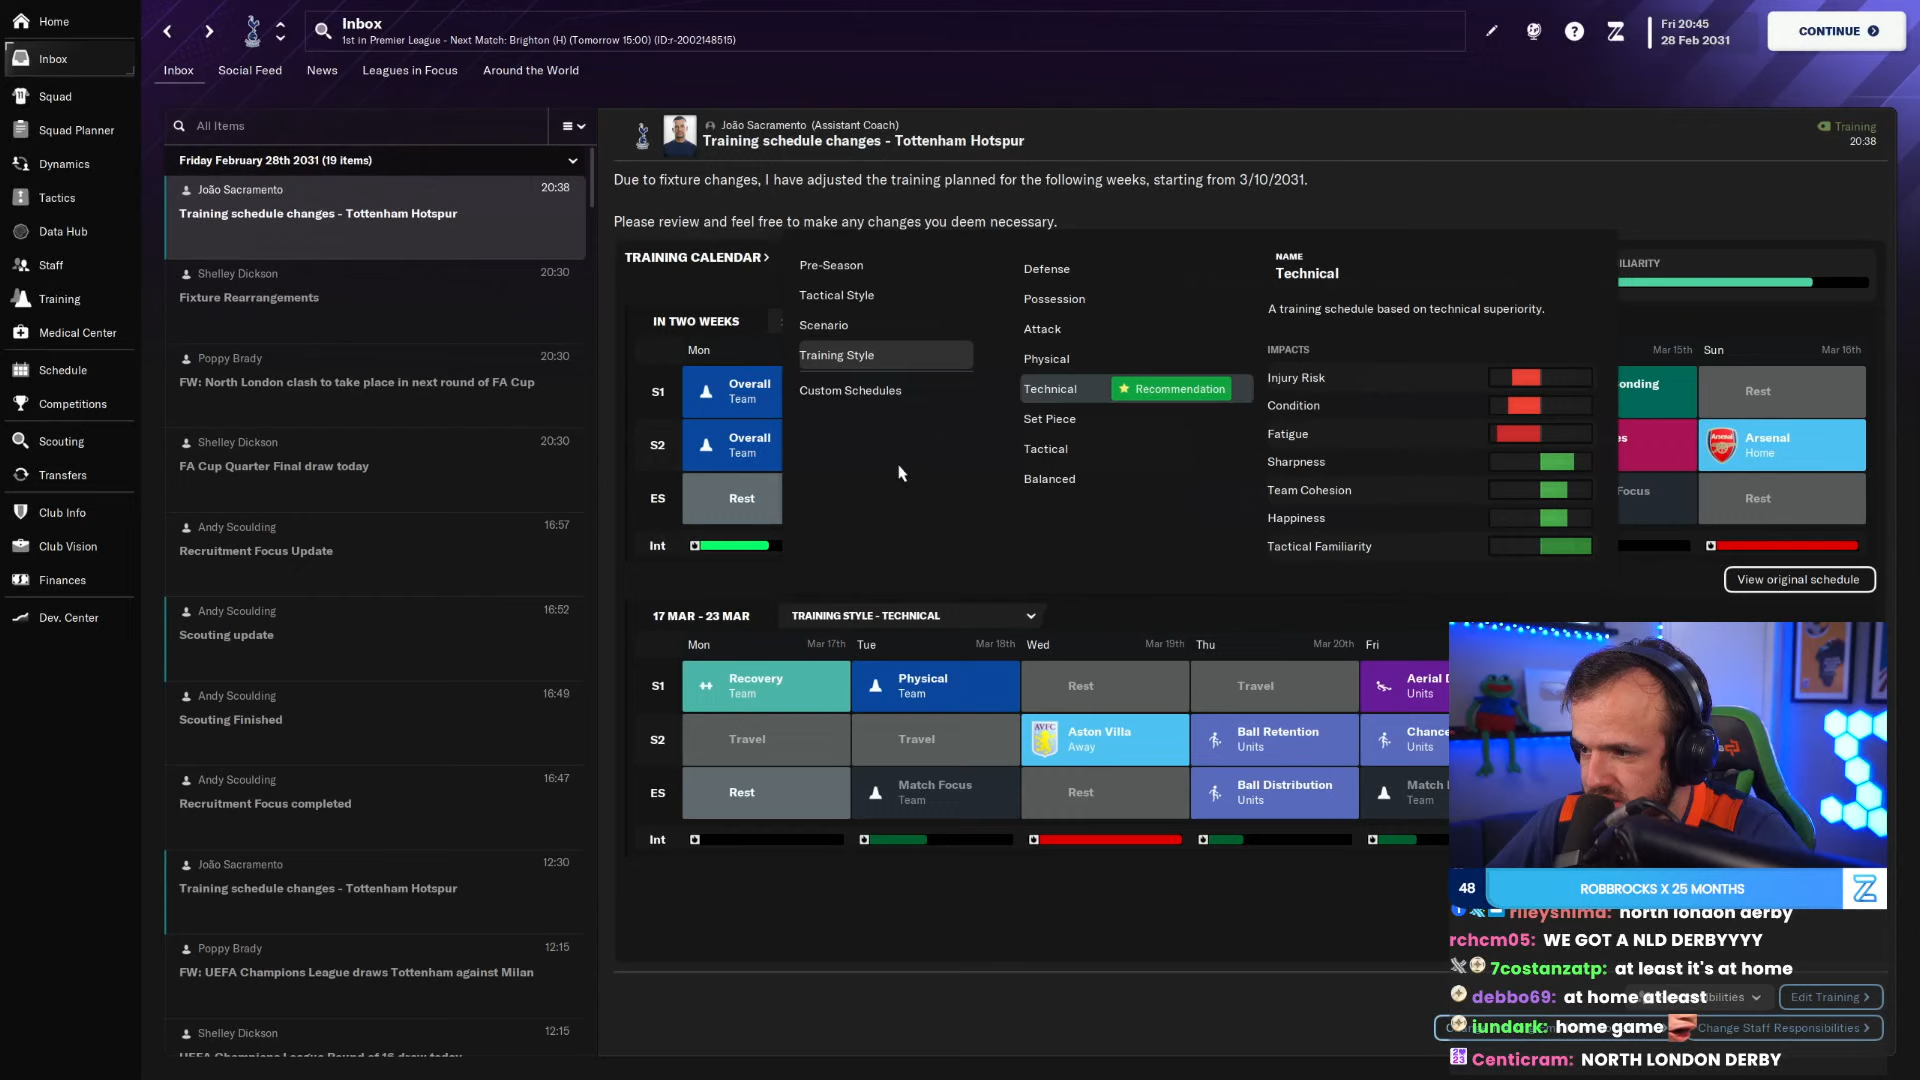 Home
Inbox
Squad
Squad Planner
Dynamics
Tactics
Data Hub
Staff
Training
Medical Center
Schedule
Competitions
Scouting
Transfers
Club Info
Club Vision
Finances
Dev. Center
Inbox
1st in Premier League - Next Match: Brighton (H) (Tomorrow 15:00) (ID:r-2002148515)
Fri 20:45
28 Feb 2031
CONTINUE
Inbox
Social Feed
News
Leagues in Focus
Around the World
All Items
Friday February 28th 2031 (19 items)
João Sacramento 20:38
Training schedule changes - Tottenham Hotspur
Shelley Dickson 20:30
Fixture Rearrangements
Poppy Brady 20:30
FW: North London clash to take place in next round of FA Cup
Shelley Dickson 20:30
FA Cup Quarter Final draw today
Andy Scoulding 16:57
Recruitment Focus Update
Andy Scoulding 16:52
Scouting update
Andy Scoulding 16:49
Scouting Finished
Andy Scoulding 16:47
Recruitment Focus completed
João Sacramento 12:30
Training schedule changes - Tottenham Hotspur
Poppy Brady 12:15
FW: UEFA Champions League draws Tottenham against Milan
Shelley Dickson 12:15
UEFA Champions League Round of 16 draw today
João Sacramento (Assistant Coach)
Training schedule changes - Tottenham Hotspur
Training
20:38
Due to fixture changes, I have adjusted the training planned for the following weeks, starting from 3/10/2031.
Please review and feel free to make any changes you deem necessary.
TRAINING CALENDAR
IN TWO WEEKS
Mon
S1
Overall
Team
S2
Overall
Team
ES
Rest
Int
Pre-Season
Tactical Style
Scenario
Training Style
Custom Schedules
Defense
Possession
Attack
Physical
Technical
Recommendation
Set Piece
Tactical
Balanced
NAME
Technical
A training schedule based on technical superiority.
IMPACTS
Injury Risk
Condition
Fatigue
Sharpness
Team Cohesion
Happiness
Tactical Familiarity
ILIARITY
Mar 15th
Sun
Mar 16th
onding
Rest
es
Arsenal
Home
Focus
Rest
View original schedule
17 MAR - 23 MAR
TRAINING STYLE - TECHNICAL
Mon
Mar 17th
Tue
Mar 18th
Wed
Mar 19th
Thu
Mar 20th
Fri
S1
Recovery
Team
Physical
Team
Rest
Travel
Aerial D
Units
S2
Travel
Travel
Aston Villa
Away
Ball Retention
Units
Chance
Units
ES
Rest
Match Focus
Team
Rest
Ball Distribution
Units
Match
Team
Int
48
ROBBROCKS X 25 MONTHS
rileyshima: north london derby
rchcm05: WE GOT A NLD DERBYYYY
7costanzatp: at least it's at home
debbo69: at home atleast
bilities
Edit Training
iundark: home game
Change Staff Responsibilities
Centicram: NORTH LONDON DERBY